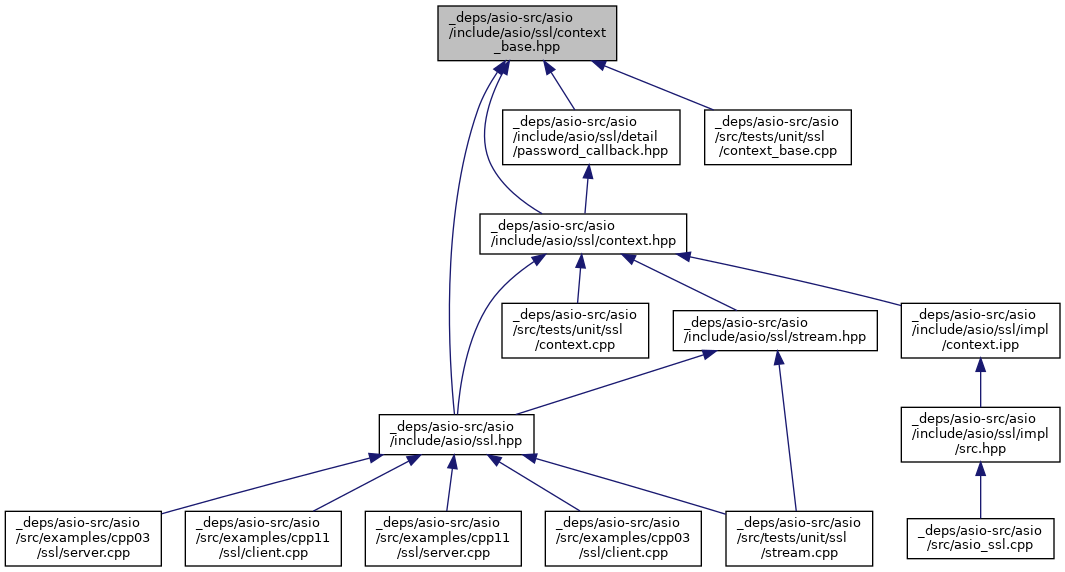 _deps/asio-src/asio
/include/asio/ssl/context
_base.hpp
_deps/asio-src/asio
/include/asio/ssl/detail
/password_callback.hpp
_deps/asio-src/asio
/src/tests/unit/ssl
/context_base.cpp
_deps/asio-src/asio
/include/asio/ssl/context.hpp
_deps/asio-src/asio
/src/tests/unit/ssl
/context.cpp
_deps/asio-src/asio
/include/asio/ssl/stream.hpp
_deps/asio-src/asio
/include/asio/ssl/impl
/context.ipp
_deps/asio-src/asio
/include/asio/ssl.hpp
_deps/asio-src/asio
/include/asio/ssl/impl
/src.hpp
_deps/asio-src/asio
/src/examples/cpp03
/ssl/server.cpp
_deps/asio-src/asio
/src/examples/cpp11
/ssl/client.cpp
_deps/asio-src/asio
/src/examples/cpp11
/ssl/server.cpp
_deps/asio-src/asio
/src/examples/cpp03
/ssl/client.cpp
_deps/asio-src/asio
/src/tests/unit/ssl
/stream.cpp
_deps/asio-src/asio
/src/asio_ssl.cpp